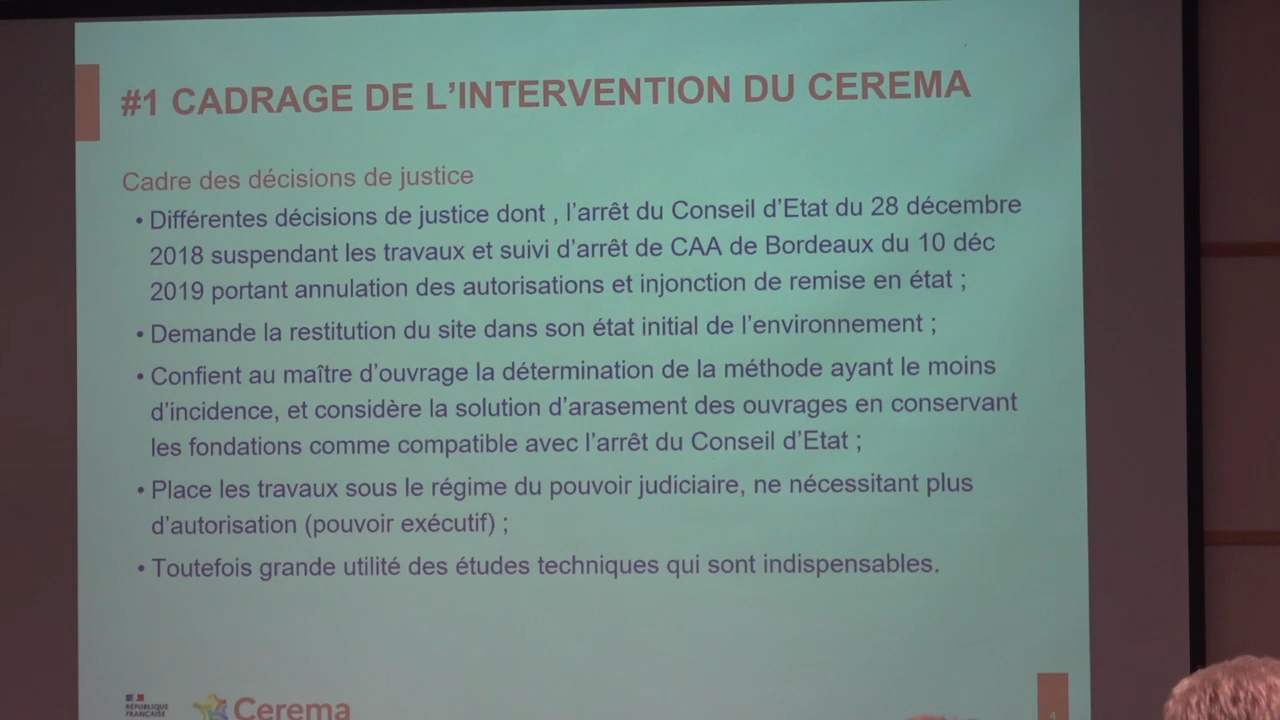 #1 CADRAGE DE L'INTERVENTION DU CEREMA
Cadre des décisions de justice
• Différentes décisions de justice dont , l'arrêt du Conseil d'Etat du 28 décembre
2018 suspendant les travaux et suivi d'arrêt de CAA de Bordeaux du 10 déc
2019 portant annulation des autorisations et injonction de remise en état ;
• Demande la restitution du site dans son état initial de l'environnement ;
• Confient au maître d'ouvrage la détermination de la méthode ayant le moins
d'incidence, et considère la solution d'arasement des ouvrages en conservant
les fondations comme compatible avec l'arrêt du Conseil d'Etat ;
• Place les travaux sous le régime du pouvoir judiciaire, ne nécessitant plus
d'autorisation (pouvoir exécutif) ;
• Toutefois grande utilité des études techniques qui sont indispensables.
RÉPUBLIQUE
FRANÇAISE
Cerema